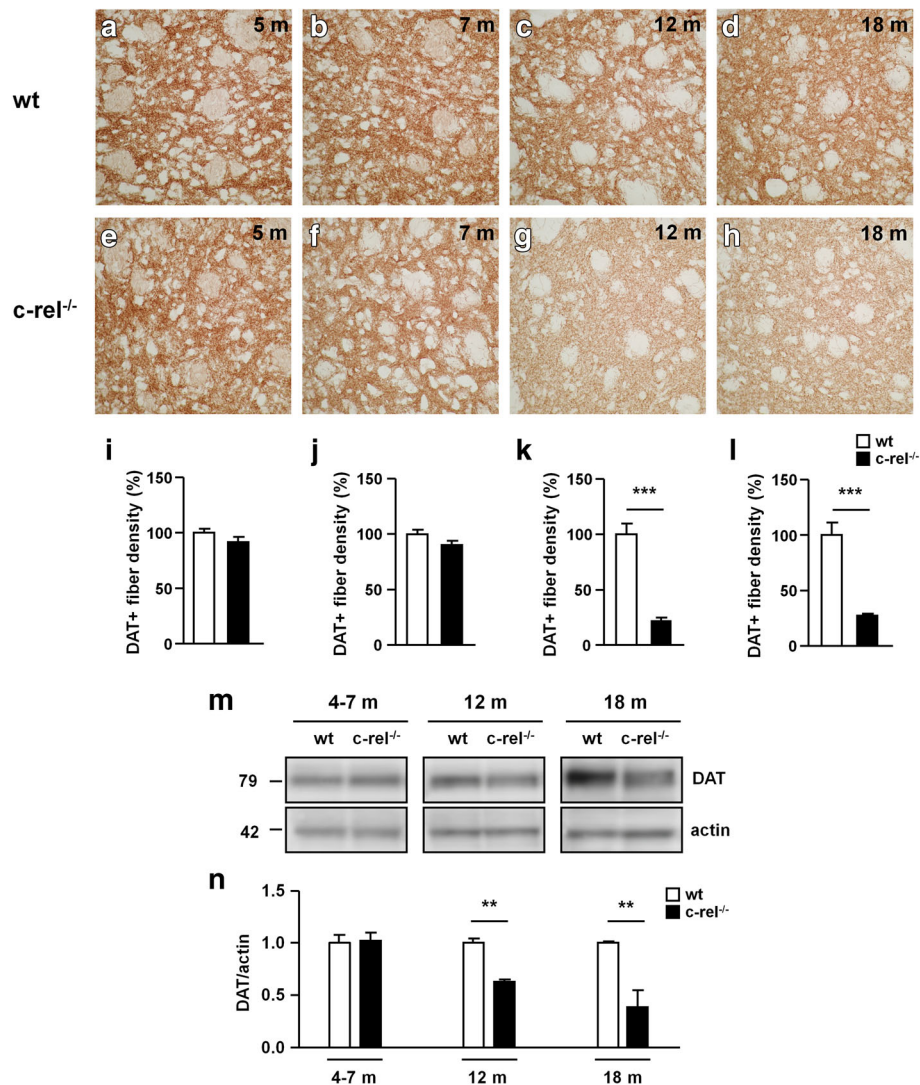 a 5 m b 7 m c 12 m d 18 m
wt
e 5 m f 7 m g 12 m h 18 m
c-rel-/-
i j k l
wt
c-rel-/-
DAT+ fiber density (%)
150
100
50
0
DAT+ fiber density (%)
150
100
50
0
DAT+ fiber density (%)
150
100
50
0
***
DAT+ fiber density (%)
150
100
50
0
***
m 4-7 m 12 m 18 m
wt c-rel-/- wt c-rel-/- wt c-rel-/-
79 DAT
42 actin
n
wt
c-rel-/-
DAT/actin
1.5
1.0
0.5
0.0
** **
4-7 m 12 m 18 m